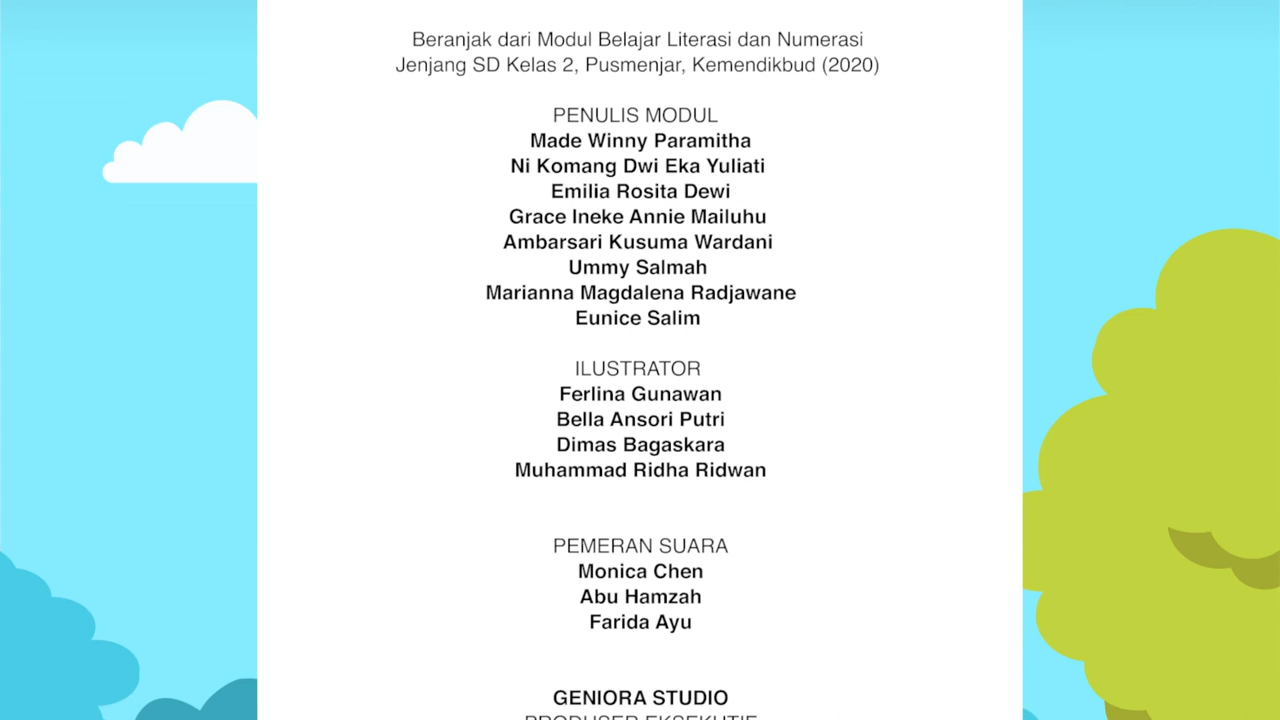 Beranjak dari Modul Belajar Literasi dan Numerasi
Jenjang SD Kelas 2, Pusmenjar, Kemendikbud (2020)
PENULIS MODUL
Made Winny Paramitha
Ni Komang Dwi Eka Yuliati
Emilia Rosita Dewi
Grace Ineke Annie Mailuhu
Ambarsari Kusuma Wardani
Ummy Salmah
Marianna Magdalena Radjawane
Eunice Salim
ILUSTRATOR
Ferlina Gunawan
Bella Ansori Putri
Dimas Bagaskara
Muhammad Ridha Ridwan
PEMERAN SUARA
Monica Chen
Abu Hamzah
Farida Ayu
GENIORA STUDIO
PRODUSER EKSEKUTIF